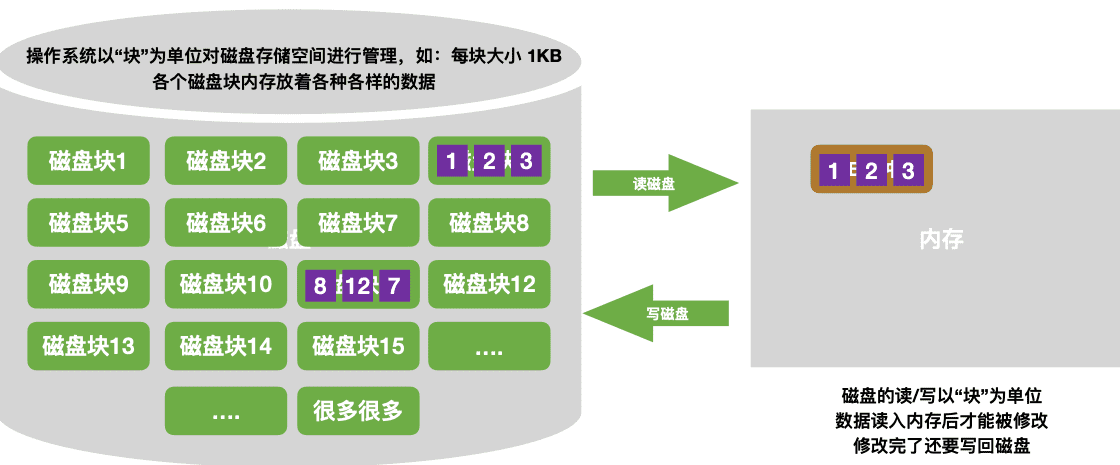 操作系统以“块”为单位对磁盘存储空间进行管理，如：每块大小 1KB
各个磁盘块内存放着各种各样的数据
磁盘块1 磁盘块2 磁盘块3 1 2 3
磁盘块5 磁盘块6 磁盘块7 磁盘块8
磁盘块9 磁盘块10 8 12 7 磁盘块12
磁盘块13 磁盘块14 磁盘块15 ....
.... 很多很多
读磁盘
写磁盘
1 2 3
内存
磁盘的读/写以“块”为单位
数据读入内存后才能被修改
修改完了还要写回磁盘